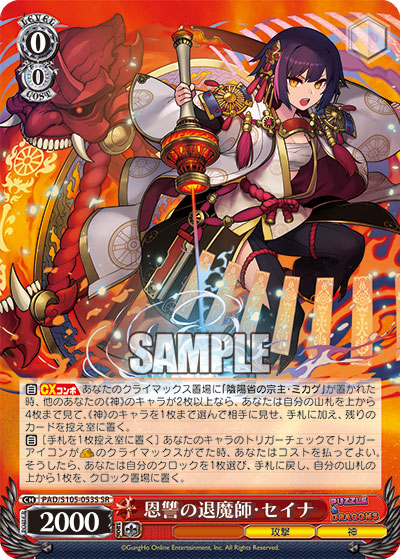 LEVEL
0
0
COST
SAMPLE
自 CXコンボ あなたのクライマックス置場に「陰陽省の宗主・ミカゲ」が置かれた
時、他のあなたの《神》のキャラが2枚以上なら、あなたは自分の山札を上から
4枚まで見て、《神》のキャラを1枚まで選んで相手に見せ、手札に加え、残りの
カードを控え室に置く。
自 [手札を1枚控え室に置く] あなたのキャラのトリガーチェックでトリガー
アイコンがのクライマックスがでた時、あなたはコストを払ってよい。
そうしたら、あなたは自分のクロックを1枚選び、手札に戻し、自分の山札の
上から1枚を、クロック置場に置く。
CH PAD/S105-053S SR
恩讐の退魔師・セイナ
2000
攻撃
神
PUZZLE & DRAGONS
©GungHo Online Entertainment, Inc. All Rights Reserved.